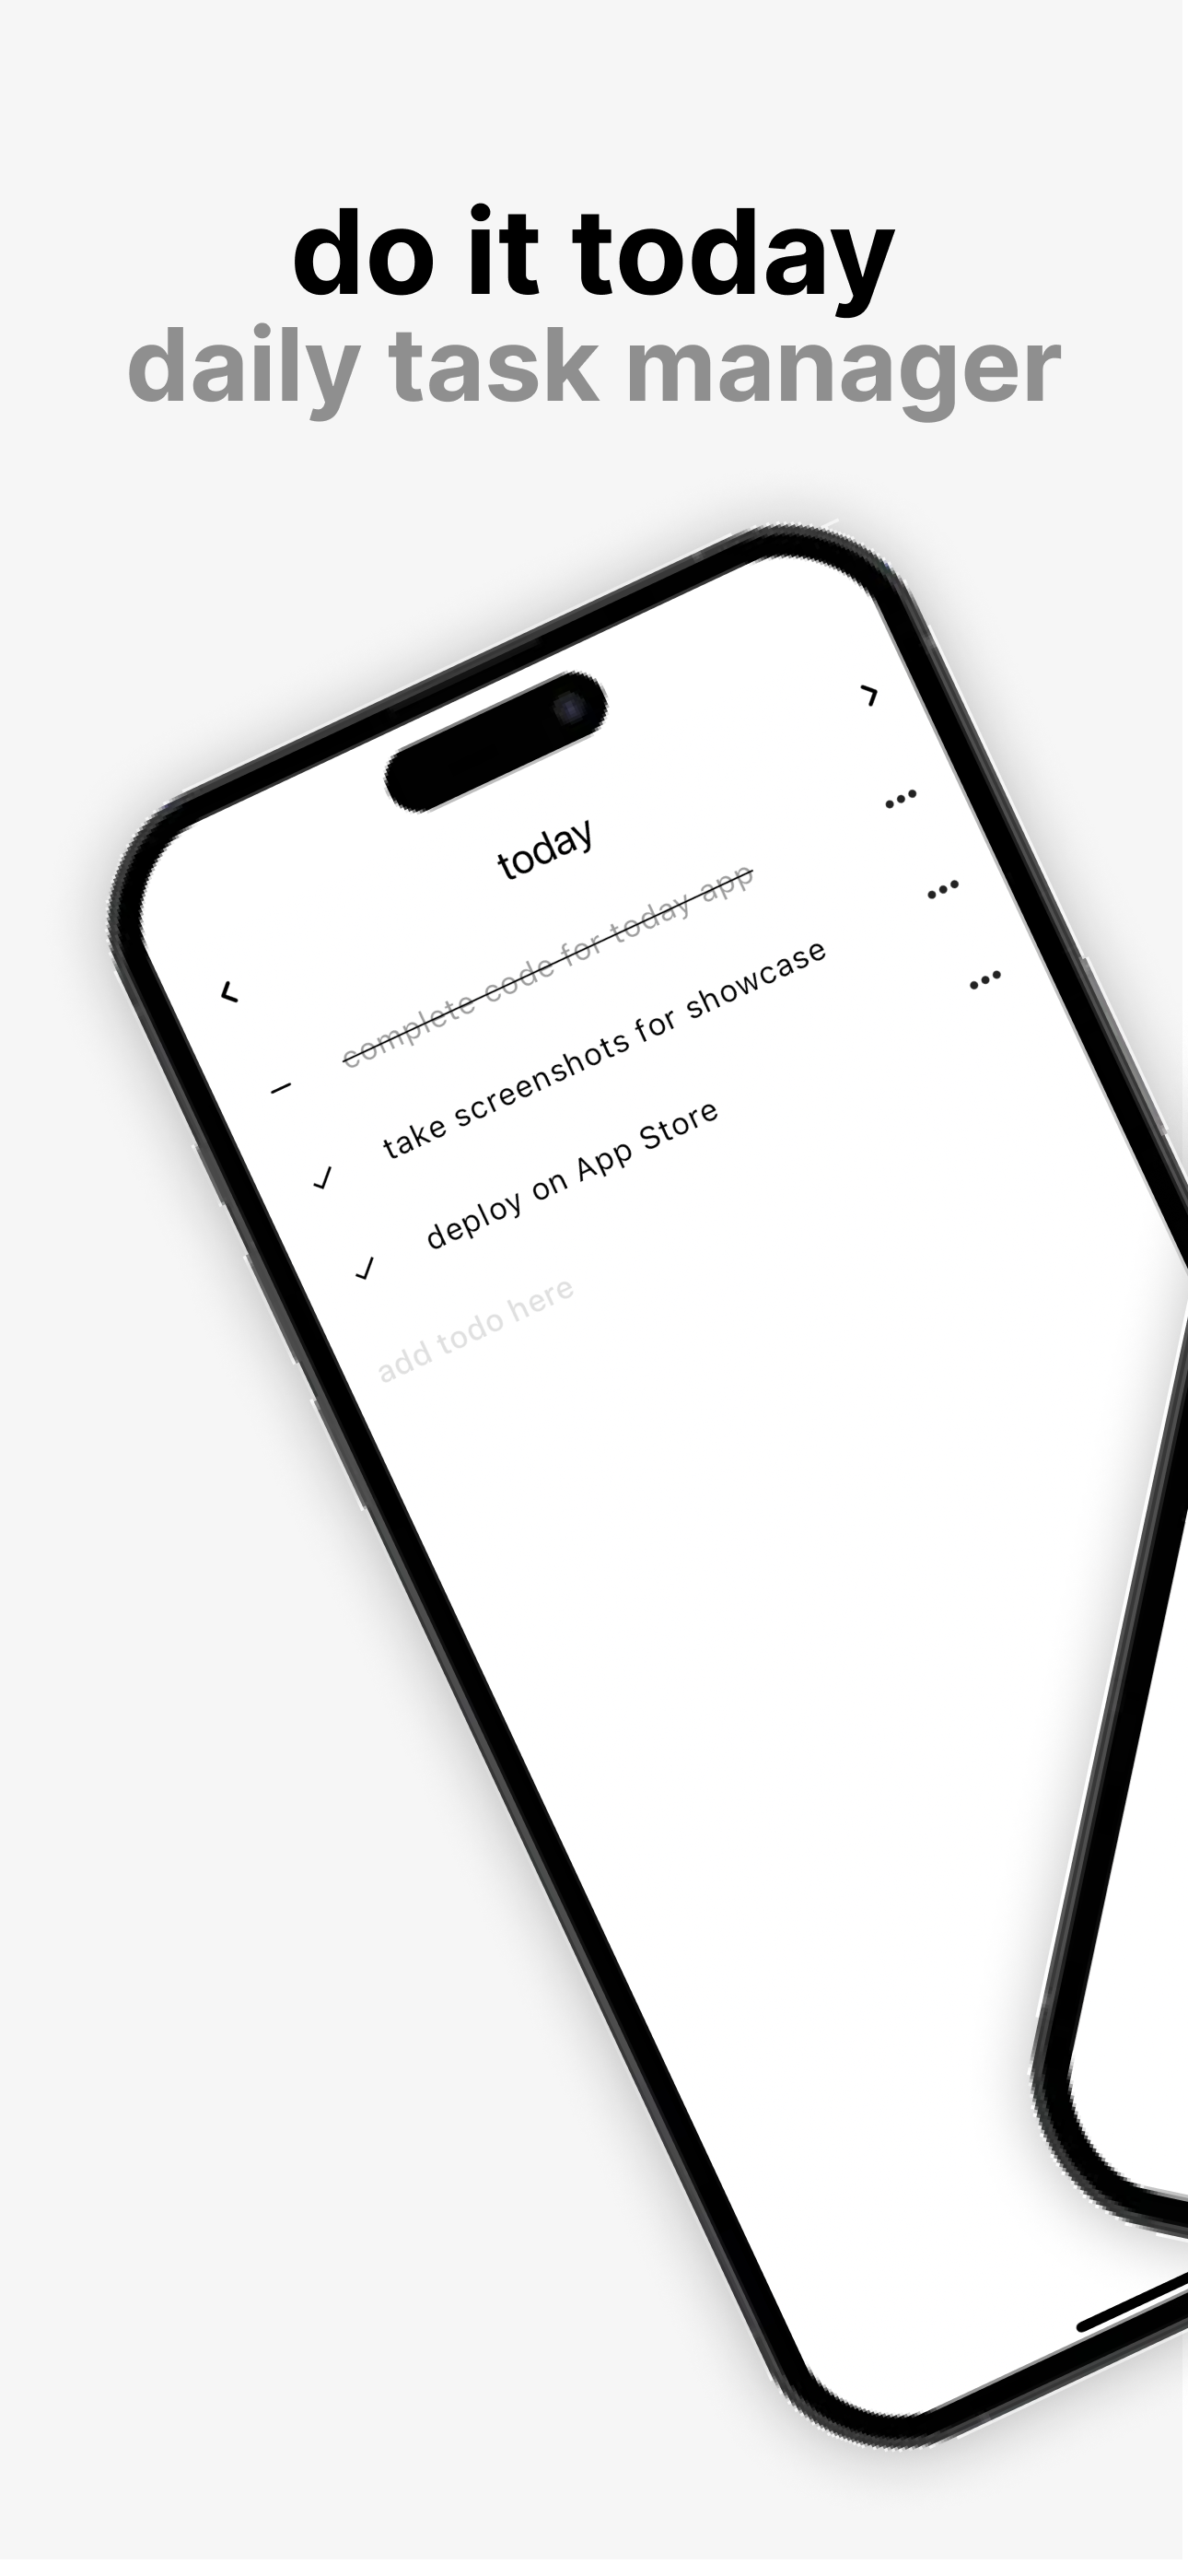 do it today
daily task manager
today
complete code for today app
take screenshots for showcase
deploy on App Store
add todo here